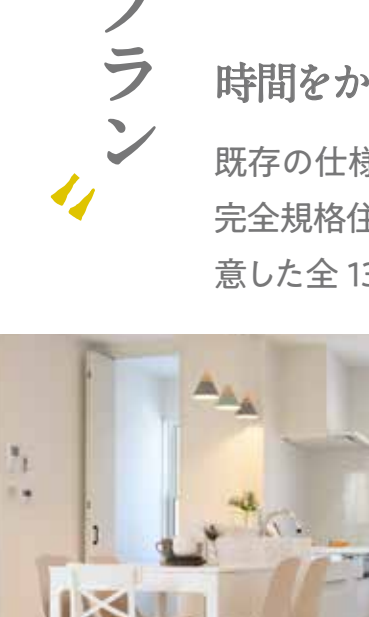 ラン
時間をか
既存の仕様
完全規格住
意した全 13